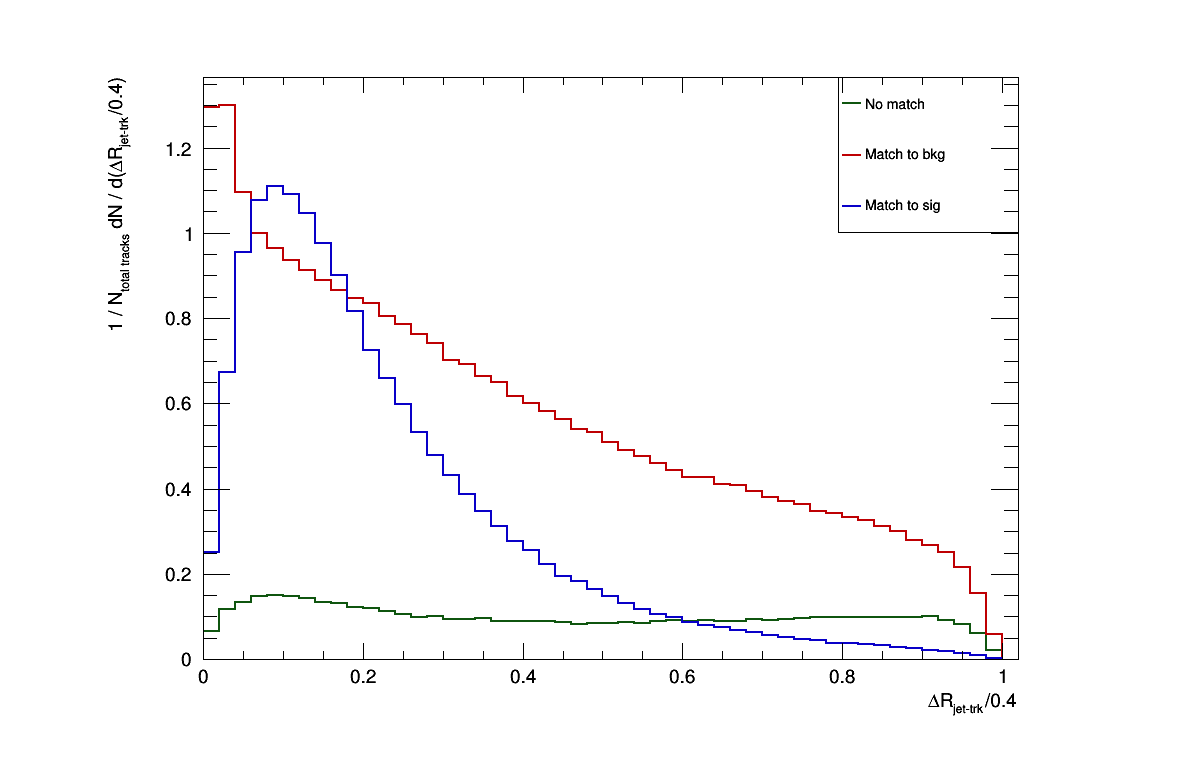 1 / N_total tracks dN / d(ΔR_jet-trk/0.4)
No match
Match to bkg
Match to sig
1.2
1
0.8
0.6
0.4
0.2
0
0 0.2 0.4 0.6 0.8 1
ΔR_jet-trk/0.4